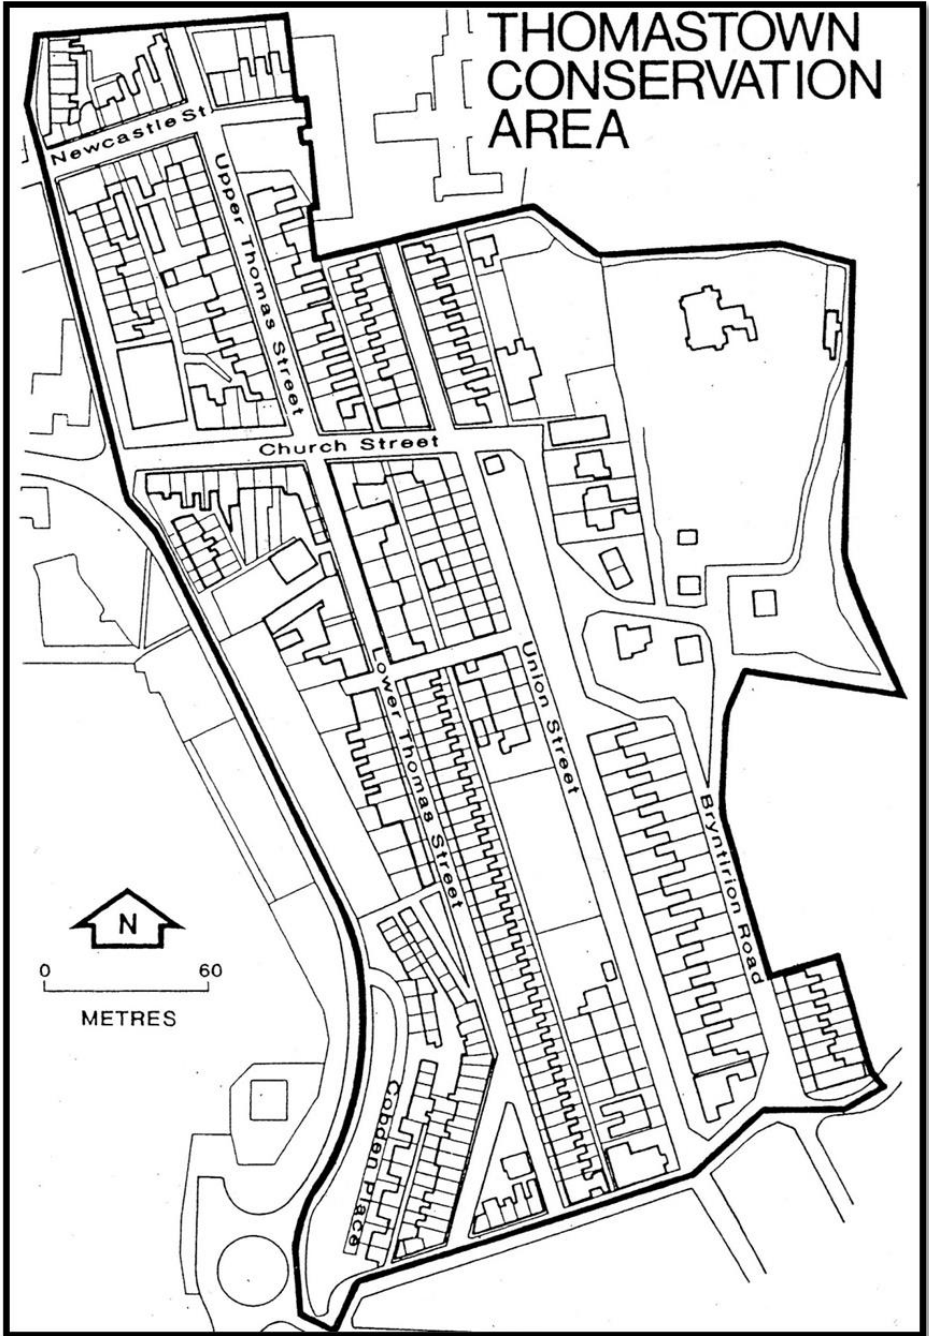 THOMASTOWN
CONSERVATION
AREA
Newcastle St
Upper Thomas Street
Church Street
Lower Thomas Street
Union Street
Bryntirion Road
N
0 60
METRES
Cobden Place